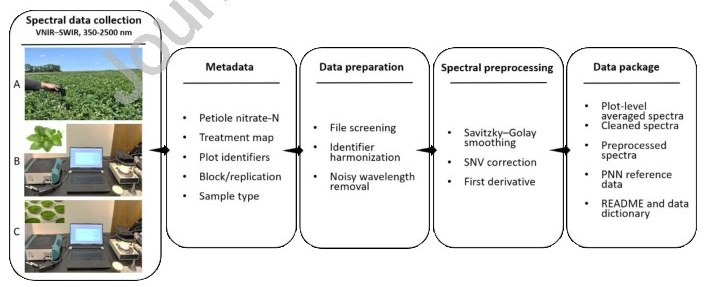 Spectral data collection
VNIR–SWIR, 350-2500 nm
A
B
C
Metadata
• Petiole nitrate-N
• Treatment map
• Plot identifiers
• Block/replication
• Sample type
Data preparation
• File screening
• Identifier
harmonization
• Noisy wavelength
removal
Spectral preprocessing
• Savitzky–Golay
smoothing
• SNV correction
• First derivative
Data package
• Plot-level
averaged spectra
• Cleaned spectra
• Preprocessed
spectra
• PNN reference
data
• README and data
dictionary